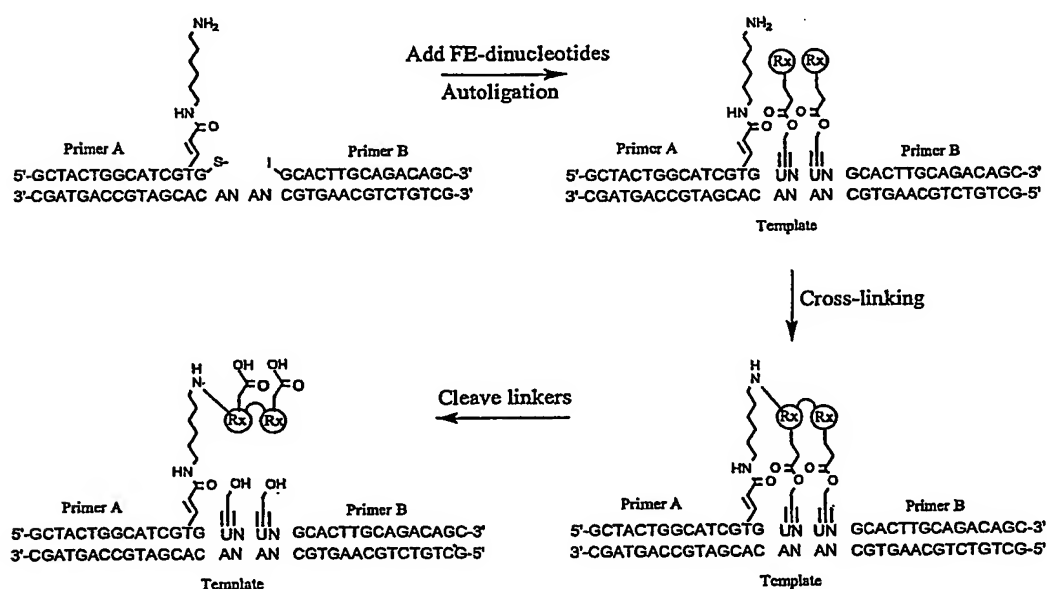 NH2
HN
O
Primer A
S-
I
Primer B
5'-GCTACTGGCATCGTG GCACTTGCAGACAGC-3'
3'-CGATGACCGTAGCAC AN AN CGTGAACGTCTGTCG-3'
Add FE-dinucleotides
Autoligation
NH2
Rx Rx
HN
O
O O
O O
Primer A
Primer B
5'-GCTACTGGCATCGTG UN UN GCACTTGCAGACAGC-3'
3'-CGATGACCGTAGCAC AN AN CGTGAACGTCTGTCG-5'
Template
Cross-linking
H
N
Rx Rx
HN
O
O O
O O
Primer A
Primer B
5'-GCTACTGGCATCGTG UN UN GCACTTGCAGACAGC-3'
3'-CGATGACCGTAGCAC AN AN CGTGAACGTCTGTCG-5'
Template
Cleave linkers
H
N
OH OH
O O
Rx Rx
HN
O
OH OH
Primer A
Primer B
5'-GCTACTGGCATCGTG UN UN GCACTTGCAGACAGC-3'
3'-CGATGACCGTAGCAC AN AN CGTGAACGTCTGTCG-5'
Template